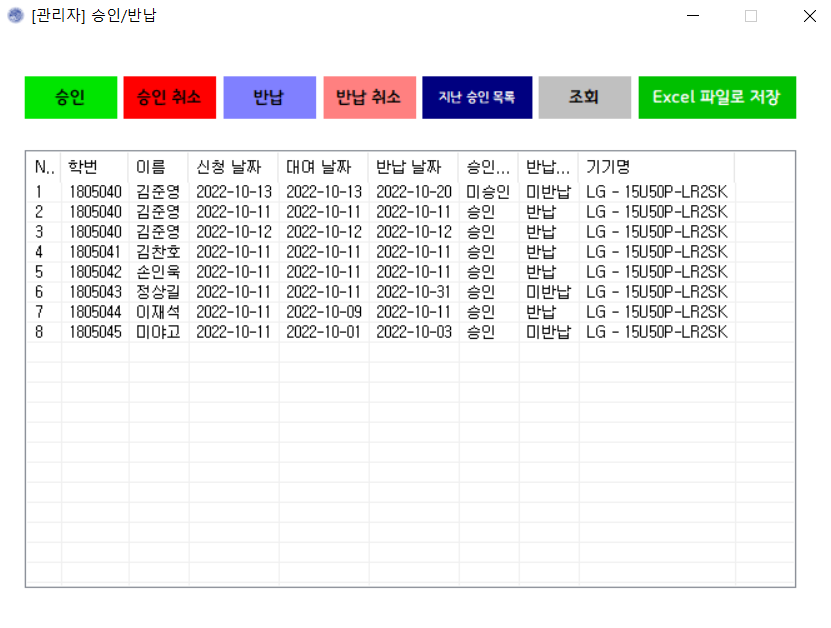 [관리자] 승인/반납
승인 승인 취소 반납 반납 취소 지난 승인 목록 조회 Excel 파일로 저장
N.. 학번 이름 신청 날짜 대여 날짜 반납 날짜 승인... 반납... 기기명
1 1805040 김준영 2022-10-13 2022-10-13 2022-10-20 미승인 미반납 LG - 15U50P-LR2SK
2 1805040 김준영 2022-10-11 2022-10-11 2022-10-11 승인 반납 LG - 15U50P-LR2SK
3 1805040 김준영 2022-10-12 2022-10-12 2022-10-12 승인 반납 LG - 15U50P-LR2SK
4 1805041 김찬호 2022-10-11 2022-10-11 2022-10-11 승인 반납 LG - 15U50P-LR2SK
5 1805042 손인욱 2022-10-11 2022-10-11 2022-10-11 승인 반납 LG - 15U50P-LR2SK
6 1805043 정상길 2022-10-11 2022-10-11 2022-10-31 승인 미반납 LG - 15U50P-LR2SK
7 1805044 이재석 2022-10-11 2022-10-09 2022-10-11 승인 반납 LG - 15U50P-LR2SK
8 1805045 미야고 2022-10-11 2022-10-01 2022-10-03 승인 미반납 LG - 15U50P-LR2SK